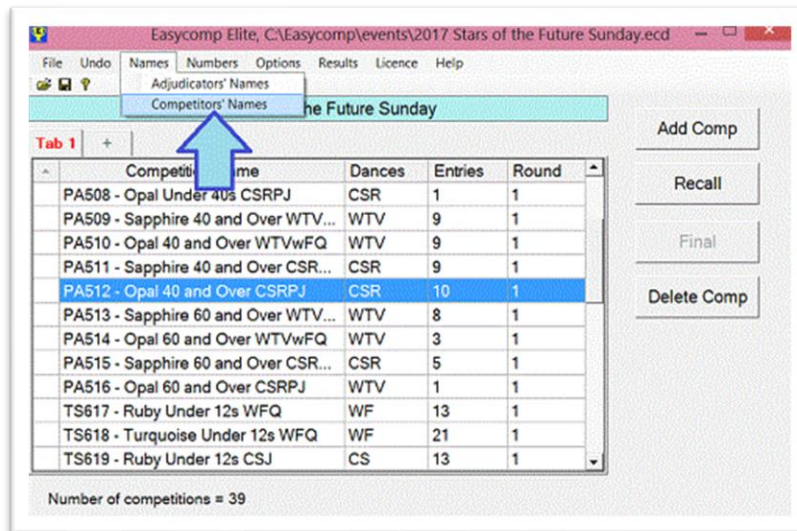 Easycomp Elite, C:\Easycomp\events\2017 Stars of the Future Sunday.ecd
File Undo Names Numbers Options Results Licence Help
Adjudicators' Names
Competitors' Names
he Future Sunday
Tab 1 +
Competiti me Dances Entries Round
PA508 - Opal Under 40s CSRPJ CSR 1 1
PA509 - Sapphire 40 and Over WTV... WTV 9 1
PA510 - Opal 40 and Over WTVwFQ WTV 9 1
PA511 - Sapphire 40 and Over CSR... CSR 9 1
PA512 - Opal 40 and Over CSRPJ CSR 10 1
PA513 - Sapphire 60 and Over WTV... WTV 8 1
PA514 - Opal 60 and Over WTVwFQ WTV 3 1
PA515 - Sapphire 60 and Over CSR... CSR 5 1
PA516 - Opal 60 and Over CSRPJ WTV 1 1
TS617 - Ruby Under 12s WFQ WF 13 1
TS618 - Turquoise Under 12s WFQ WF 21 1
TS619 - Ruby Under 12s CSJ CS 13 1
Add Comp
Recall
Final
Delete Comp
Number of competitions = 39